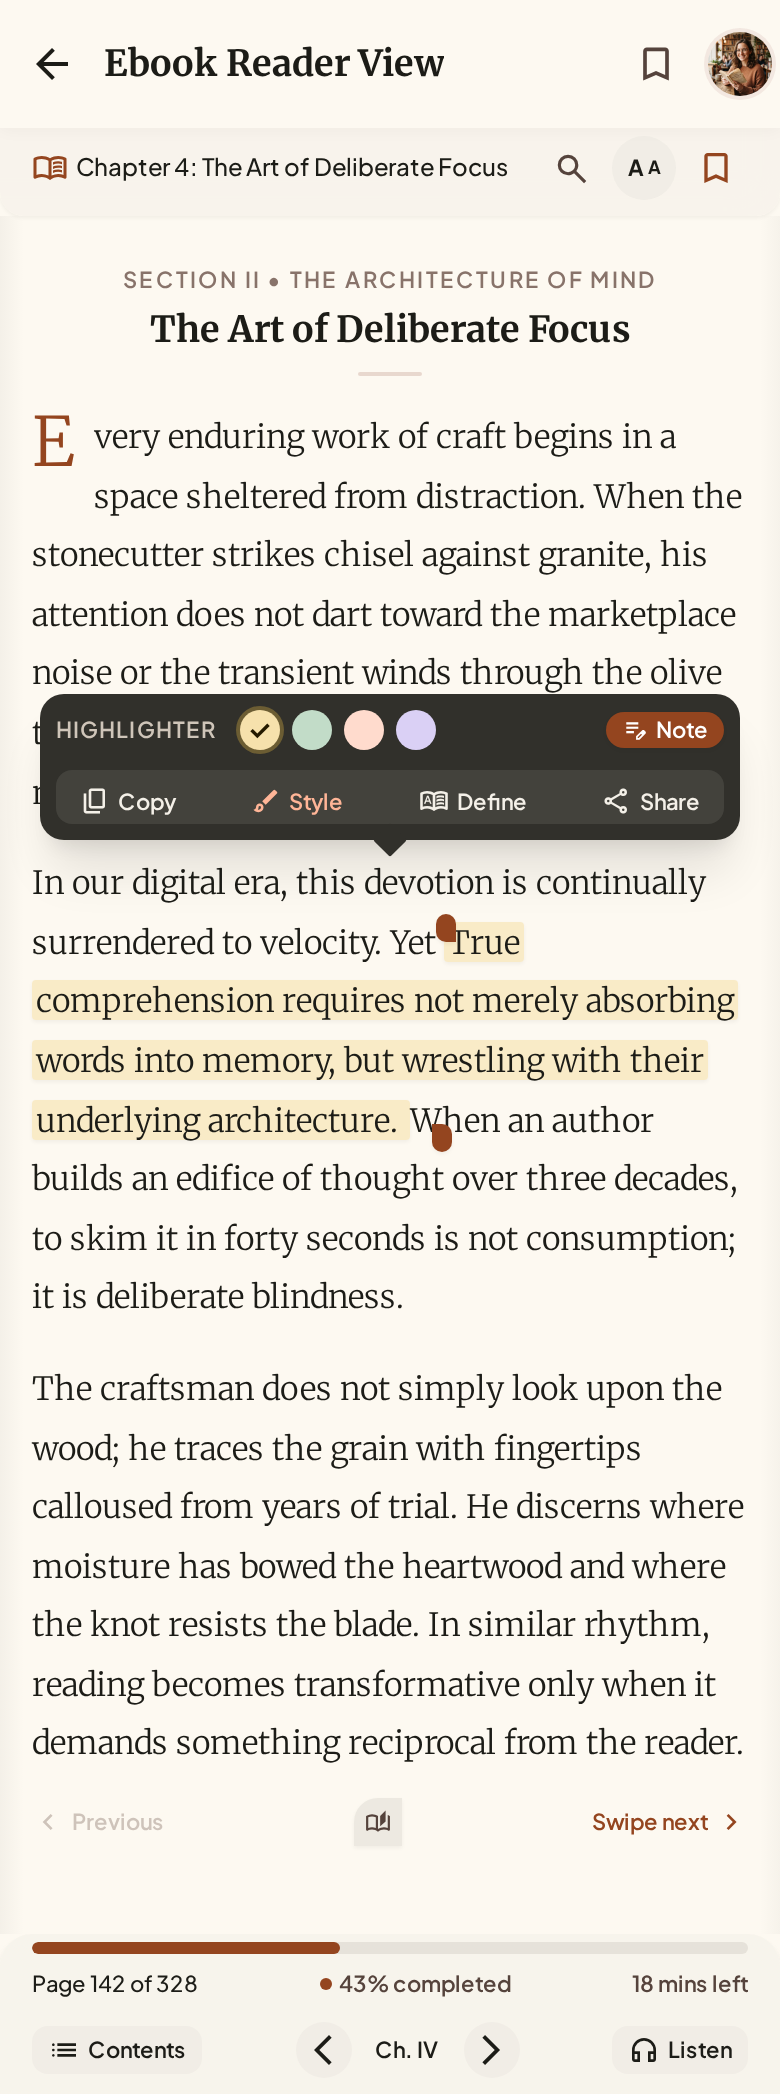 Ebook Reader View
Chapter 4: The Art of Deliberate Focus
A A
SECTION II • THE ARCHITECTURE OF MIND
The Art of Deliberate Focus
Every enduring work of craft begins in a
space sheltered from distraction. When the
stonecutter strikes chisel against granite, his
attention does not dart toward the marketplace
noise or the transient winds through the olive
HIGHLIGHTER
Note
Copy Style Define Share
In our digital era, this devotion is continually
surrendered to velocity. Yet True
comprehension requires not merely absorbing
words into memory, but wrestling with their
underlying architecture. When an author
builds an edifice of thought over three decades,
to skim it in forty seconds is not consumption;
it is deliberate blindness.
The craftsman does not simply look upon the
wood; he traces the grain with fingertips
calloused from years of trial. He discerns where
moisture has bowed the heartwood and where
the knot resists the blade. In similar rhythm,
reading becomes transformative only when it
demands something reciprocal from the reader.
Previous Swipe next
Page 142 of 328 43% completed 18 mins left
Contents Ch. IV Listen